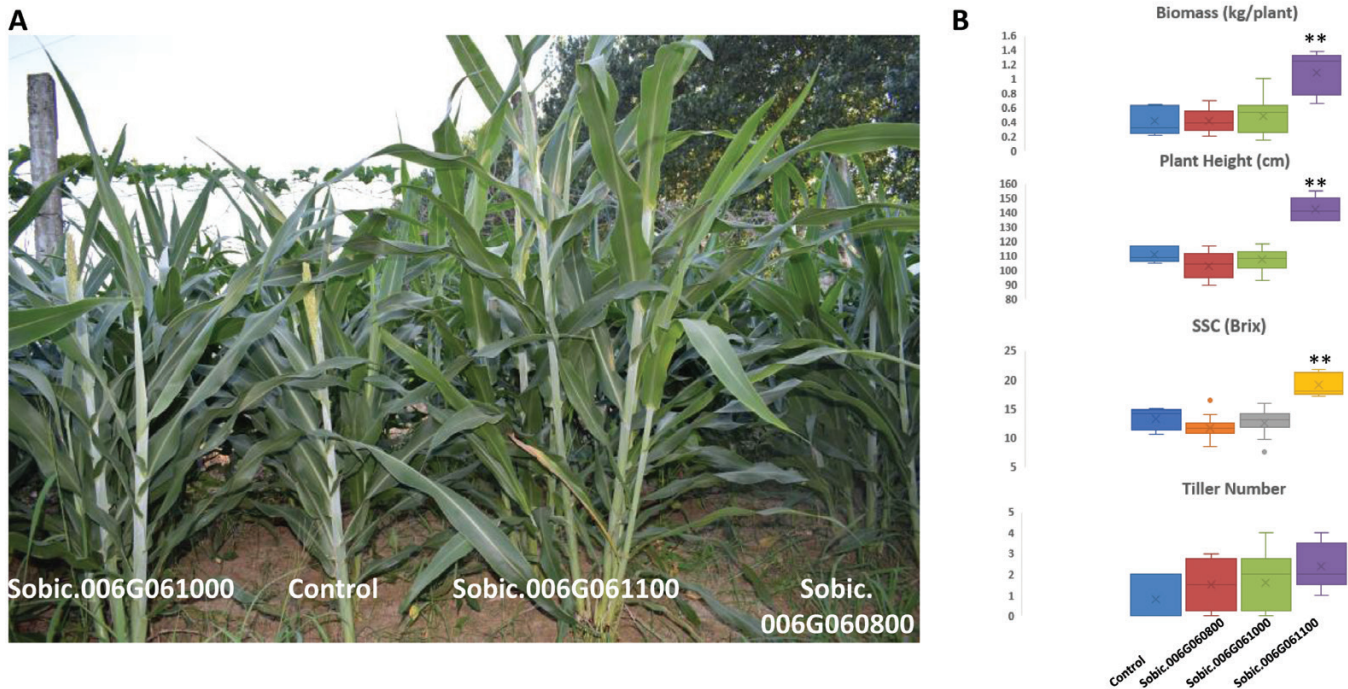 A
Sobic.006G061000
Control
Sobic.006G061100
Sobic.
006G060800
B
Biomass (kg/plant)
**
1.6
1.4
1.2
1
0.8
0.6
0.4
0.2
0
Plant Height (cm)
**
160
150
140
130
120
110
100
90
80
SSC (Brix)
**
25
20
15
10
5
Tiller Number
5
4
3
2
1
0
Control
Sobic.006G060800
Sobic.006G061000
Sobic.006G061100